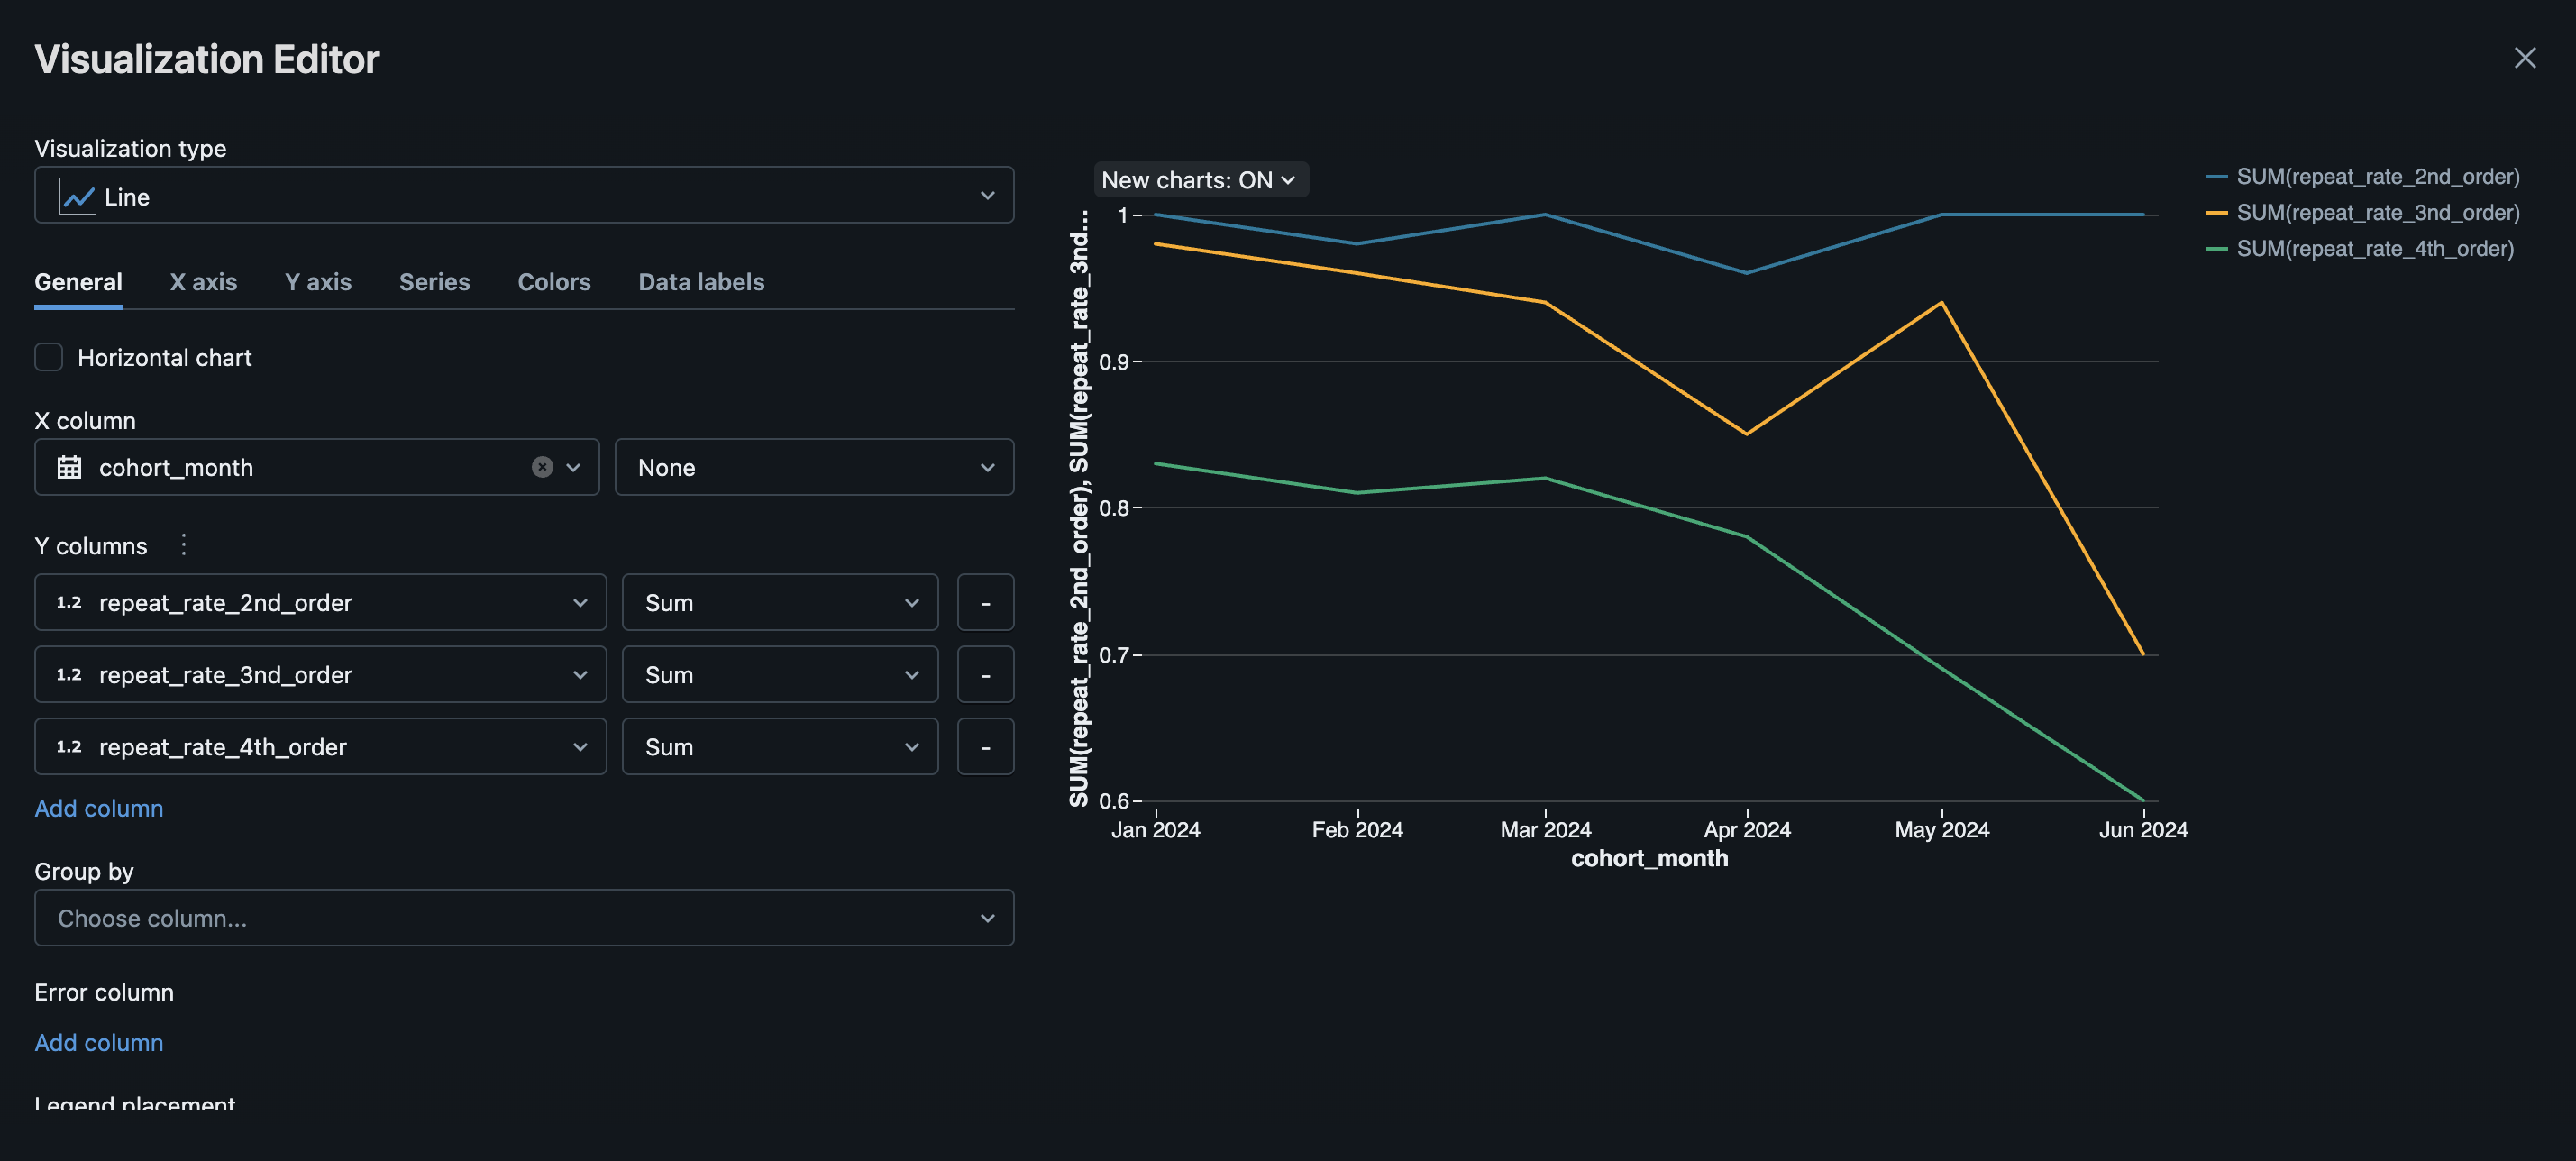 Visualization Editor
Visualization type
Line
General X axis Y axis Series Colors Data labels
Horizontal chart
X column
cohort_month None
Y columns
1.2 repeat_rate_2nd_order Sum -
1.2 repeat_rate_3nd_order Sum -
1.2 repeat_rate_4th_order Sum -
Add column
Group by
Choose column...
Error column
Add column
Legend placement
New charts: ON
SUM(repeat_rate_2nd_order), SUM(repeat_rate_3nd...
1
0.9
0.8
0.7
0.6
Jan 2024 Feb 2024 Mar 2024 Apr 2024 May 2024 Jun 2024
cohort_month
SUM(repeat_rate_2nd_order)
SUM(repeat_rate_3nd_order)
SUM(repeat_rate_4th_order)